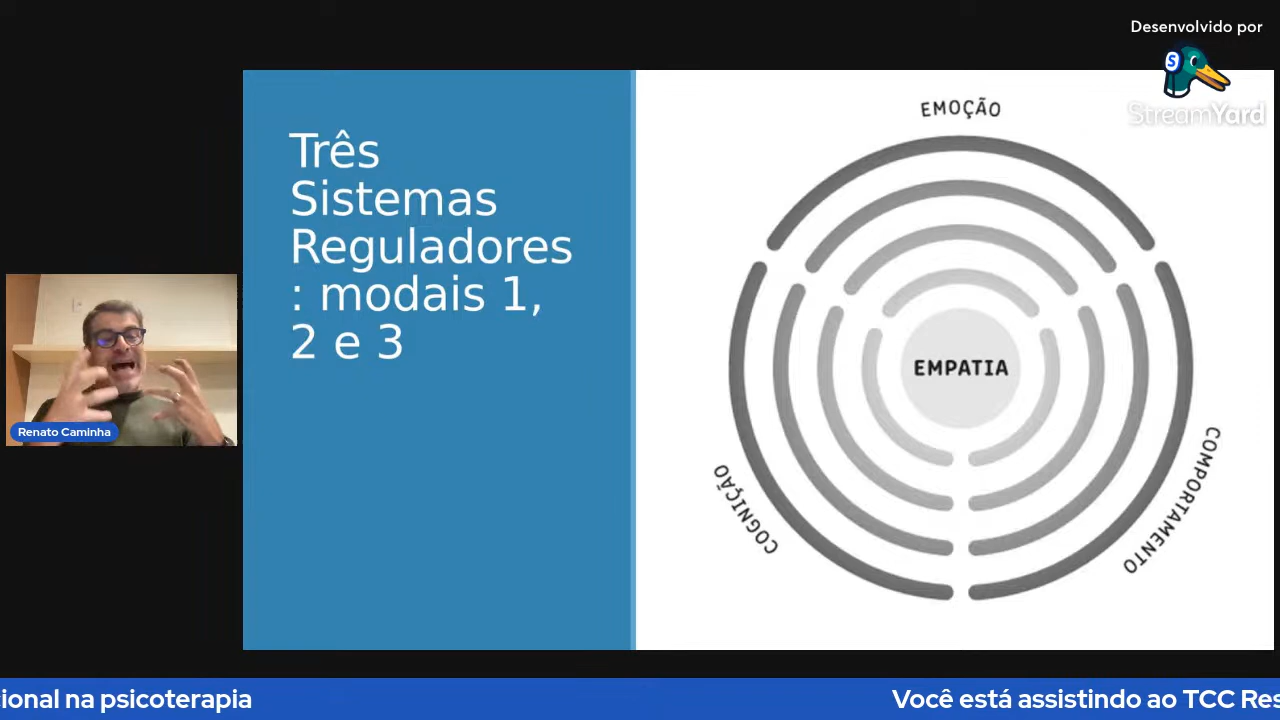 Desenvolvido por
StreamYard
Três
Sistemas
Reguladores
: modais 1,
2 e 3
EMOÇÃO
EMPATIA
COGNIÇÃO
COMPORTAMENTO
Renato Caminha
cional na psicoterapia
Você está assistindo ao TCC Res